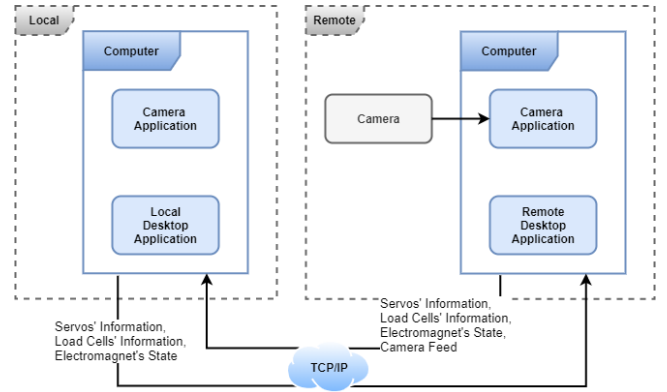 Local
Computer
Camera
Application
Local
Desktop
Application
Remote
Computer
Camera
Camera
Application
Remote
Desktop
Application
Servos' Information,
Load Cells' Information,
Electromagnet's State
Servos' Information,
Load Cells' Information,
Electromagnet's State,
Camera Feed
TCP/IP